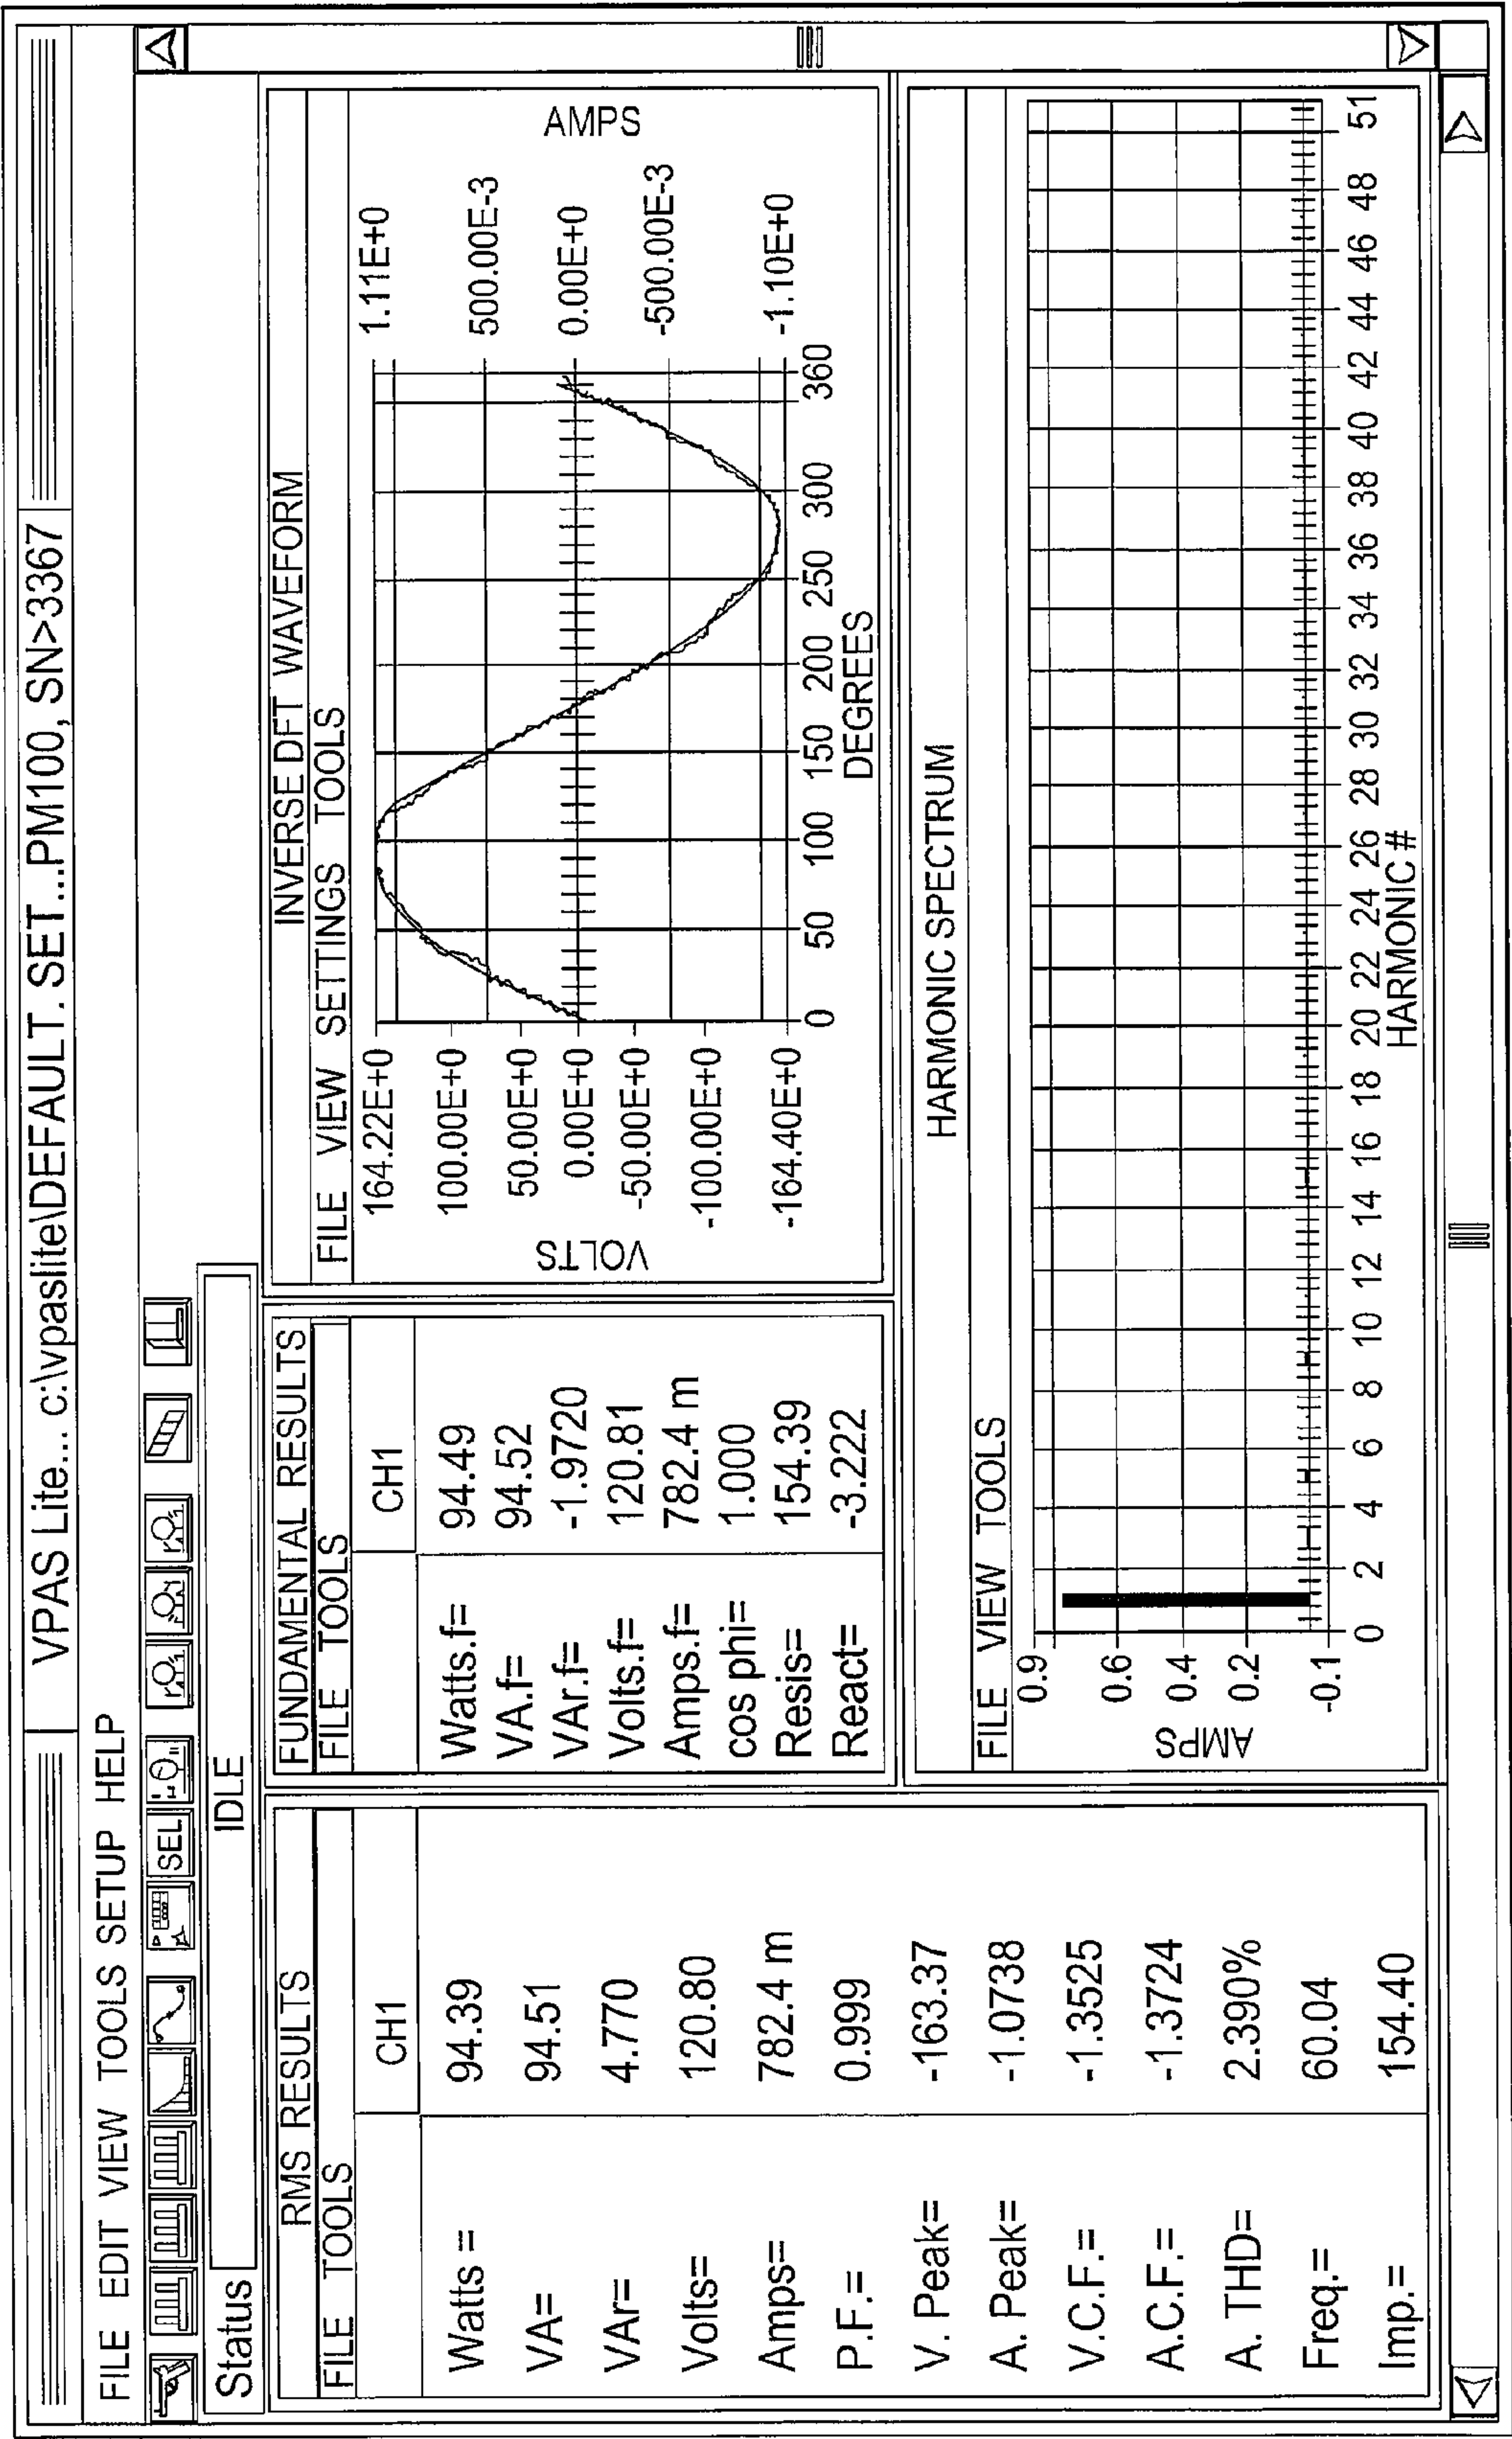 VPAS Lite... c:\vpaslite\DEFAULT. SET...PM100, SN>3367
FILE EDIT VIEW TOOLS SETUP HELP
SEL
Status
IDLE
RMS RESULTS
FILE TOOLS
CH1
Watts = 94.39
VA= 94.51
VAr= 4.770
Volts= 120.80
Amps= 782.4 m
P.F.= 0.999
V. Peak= -163.37
A. Peak= -1.0738
V.C.F.= -1.3525
A.C.F.= -1.3724
A. THD= 2.390%
Freq.= 60.04
Imp.= 154.40
FUNDAMENTAL RESULTS
FILE TOOLS
CH1
Watts.f= 94.49
VA.f= 94.52
VAr.f= -1.9720
Volts.f= 120.81
Amps.f= 782.4 m
cos phi= 1.000
Resis= 154.39
React= -3.222
INVERSE DFT WAVEFORM
FILE VIEW SETTINGS TOOLS
VOLTS
164.22E+0
100.00E+0
50.00E+0
0.00E+0
-50.00E+0
-100.00E+0
-164.40E+0
0 50 100 150 200 250 300 360
DEGREES
1.11E+0
500.00E-3
0.00E+0
-500.00E-3
-1.10E+0
AMPS
HARMONIC SPECTRUM
FILE VIEW TOOLS
AMPS
0.9
0.6
0.4
0.2
-0.1
0 2 4 6 8 10 12 14 16 18 20 22 24 26 28 30 32 34 36 38 40 42 44 46 48 51
HARMONIC #